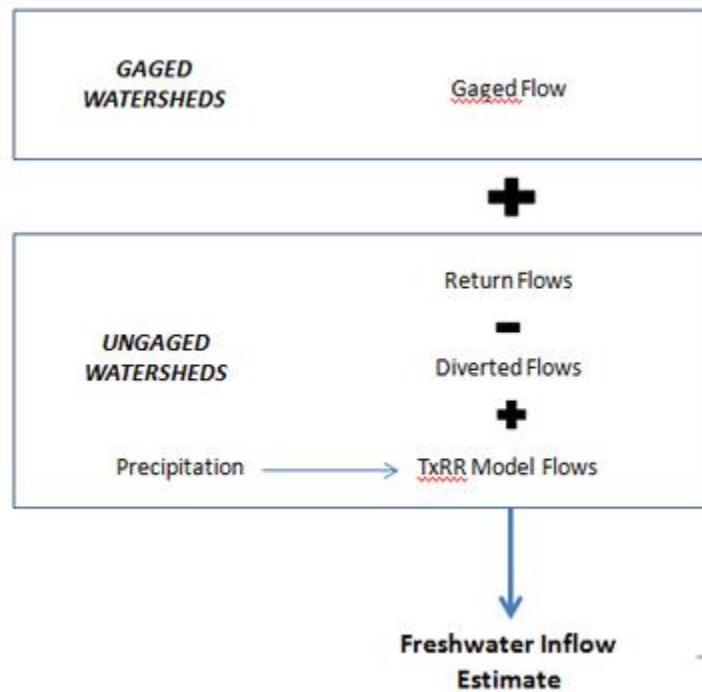 GAGED
WATERSHEDS
Gaged Flow
+
Return Flows
-
UNGAGED
WATERSHEDS
Diverted Flows
+
Precipitation
TxRR Model Flows
Freshwater Inflow
Estimate